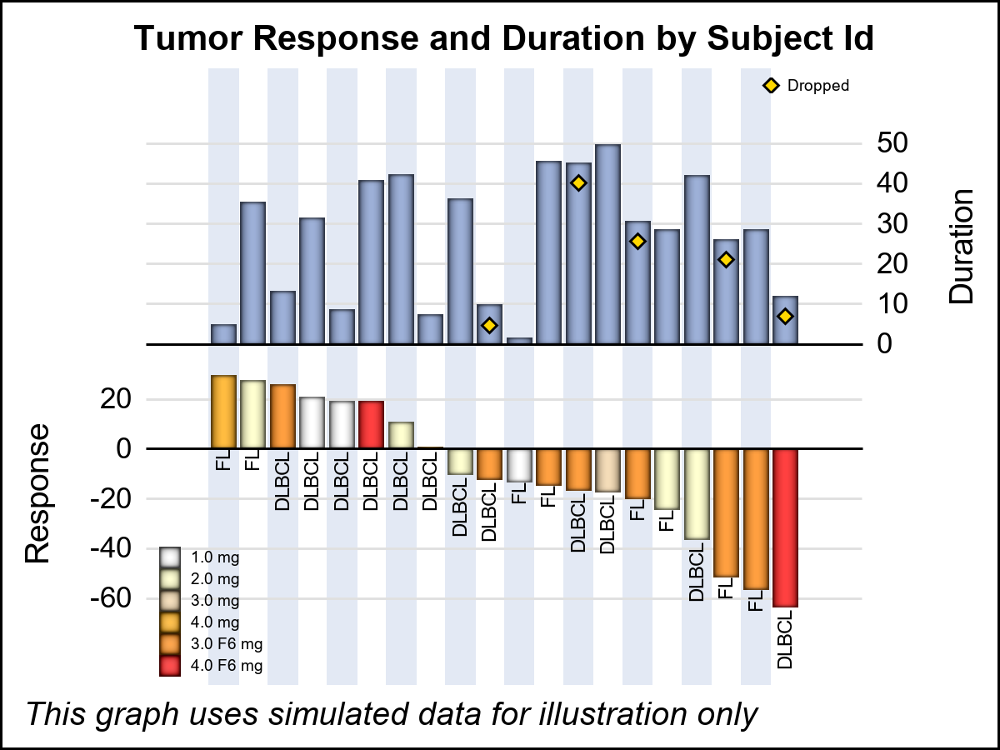 Tumor Response and Duration by Subject Id
Dropped
50
40
30
20
10
0
Duration
20
0
-20
-40
-60
Response
FL
FL
DLBCL
DLBCL
DLBCL
DLBCL
DLBCL
DLBCL
DLBCL
DLBCL
FL
FL
DLBCL
DLBCL
FL
FL
DLBCL
FL
FL
DLBCL
1.0 mg
2.0 mg
3.0 mg
4.0 mg
3.0 F6 mg
4.0 F6 mg
This graph uses simulated data for illustration only